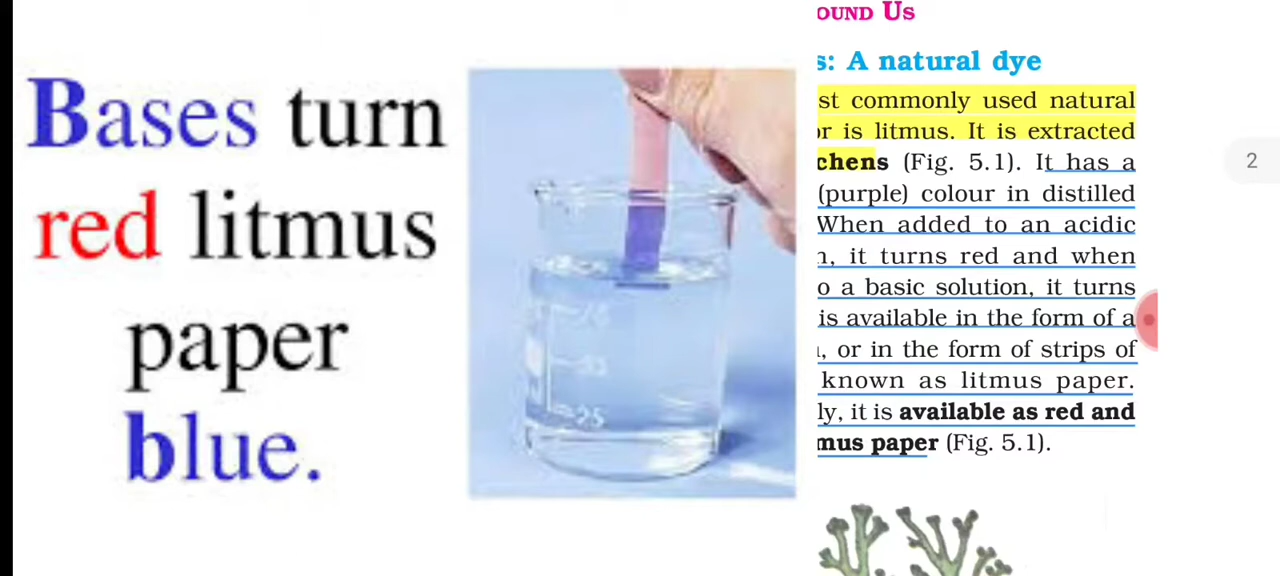 Bases turn
red litmus
paper
blue.
OUND US
s: A natural dye
st commonly used natural
or is litmus. It is extracted
chens (Fig. 5.1). It has a
(purple) colour in distilled
When added to an acidic
n, it turns red and when
o a basic solution, it turns
is available in the form of a
, or in the form of strips of
known as litmus paper.
ly, it is available as red and
mus paper (Fig. 5.1).
2
25